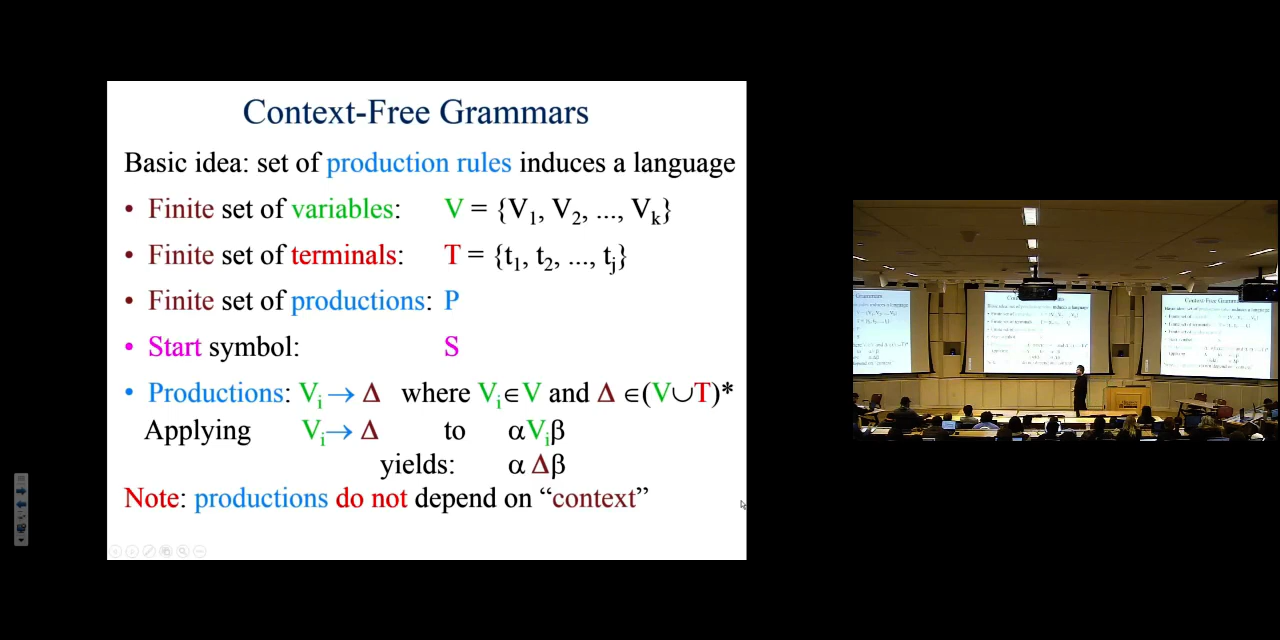 Context-Free Grammars
Basic idea: set of production rules induces a language
• Finite set of variables: V = {V₁, V₂, ..., Vₖ}
• Finite set of terminals: T = {t₁, t₂, ..., tⱼ}
• Finite set of productions: P
• Start symbol: S
• Productions: Vᵢ → Δ where Vᵢ∈V and Δ ∈(V∪T)*
Applying Vᵢ→ Δ to αVᵢβ
yields: α Δβ
Note: productions do not depend on “context”